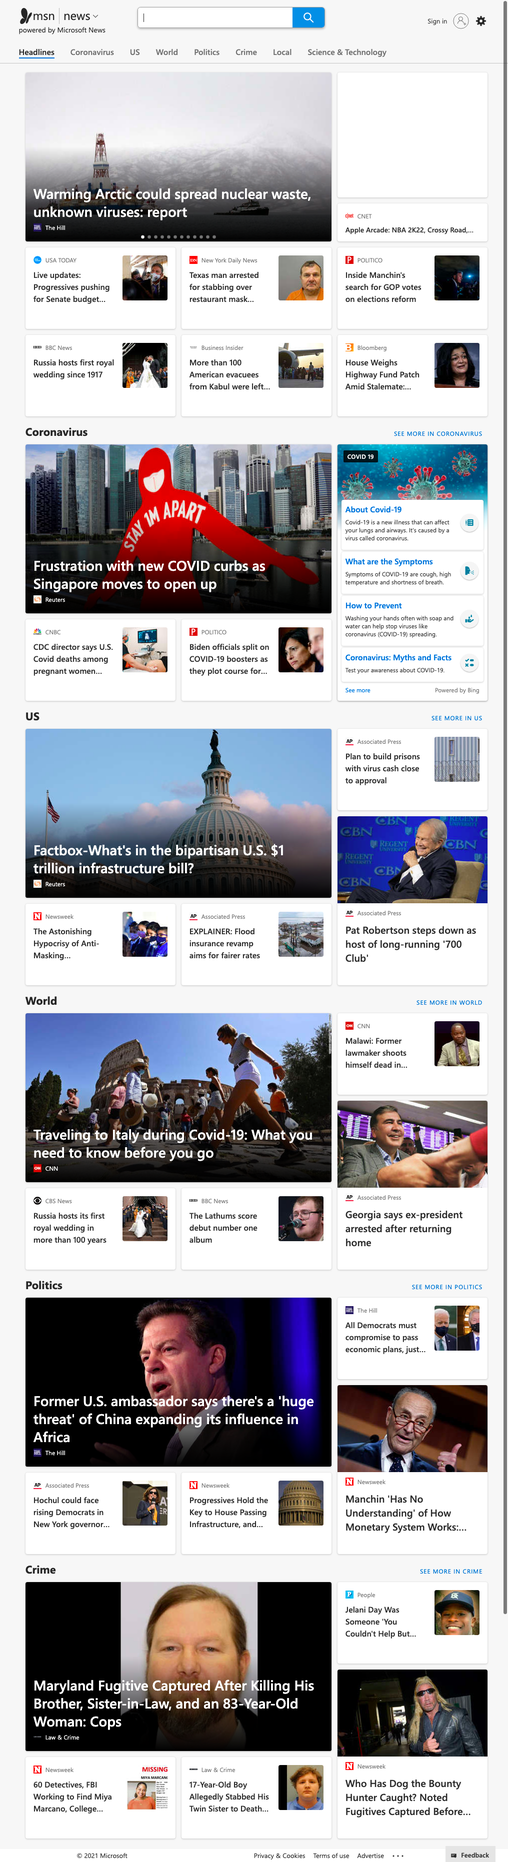 msn | news
powered by Microsoft News
Sign in
Headlines Coronavirus US World Politics Crime Local Science & Technology
Warming Arctic could spread nuclear waste,
unknown viruses: report
The Hill
CNET
Apple Arcade: NBA 2K22, Crossy Road,...
USA TODAY
Live updates:
Progressives pushing
for Senate budget...
New York Daily News
Texas man arrested
for stabbing over
restaurant mask...
POLITICO
Inside Manchin's
search for GOP votes
on elections reform
BBC News
Russia hosts first royal
wedding since 1917
Business Insider
More than 100
American evacuees
from Kabul were left...
Bloomberg
House Weighs
Highway Fund Patch
Amid Stalemate:...
Coronavirus
SEE MORE IN CORONAVIRUS
STAY 1M APART
Frustration with new COVID curbs as
Singapore moves to open up
Reuters
COVID 19
About Covid-19
Covid-19 is a new illness that can affect
your lungs and airways. It's caused by a
virus called coronavirus.
What are the Symptoms
Symptoms of COVID-19 are cough, high
temperature and shortness of breath.
How to Prevent
Washing your hands often with soap and
water can help stop viruses like
coronavirus (COVID-19) spreading.
Coronavirus: Myths and Facts
Test your awareness about COVID-19.
See more
Powered by Bing
CNBC
CDC director says U.S.
Covid deaths among
pregnant women...
POLITICO
Biden officials split on
COVID-19 boosters as
they plot course for...
US
SEE MORE IN US
Factbox-What's in the bipartisan U.S. $1
trillion infrastructure bill?
Reuters
AP Associated Press
Plan to build prisons
with virus cash close
to approval
CBN
REGENT
UNIVERSITY
CBN
AP Associated Press
Pat Robertson steps down as
host of long-running '700
Club'
N Newsweek
The Astonishing
Hypocrisy of Anti-
Masking...
AP Associated Press
EXPLAINER: Flood
insurance revamp
aims for fairer rates
World
SEE MORE IN WORLD
Traveling to Italy during Covid-19: What you
need to know before you go
CNN
CNN
Malawi: Former
lawmaker shoots
himself dead in...
AP Associated Press
Georgia says ex-president
arrested after returning
home
CBS News
Russia hosts its first
royal wedding in
more than 100 years
BBC News
The Lathums score
debut number one
album
Politics
SEE MORE IN POLITICS
Former U.S. ambassador says there's a 'huge
threat' of China expanding its influence in
Africa
The Hill
The Hill
All Democrats must
compromise to pass
economic plans, just...
N Newsweek
Manchin 'Has No
Understanding' of How
Monetary System Works:...
AP Associated Press
Hochul could face
rising Democrats in
New York governor...
N Newsweek
Progressives Hold the
Key to House Passing
Infrastructure, and...
Crime
SEE MORE IN CRIME
Maryland Fugitive Captured After Killing His
Brother, Sister-in-Law, and an 83-Year-Old
Woman: Cops
Law & Crime
People
Jelani Day Was
Someone 'You
Couldn't Help But...
N Newsweek
Who Has Dog the Bounty
Hunter Caught? Noted
Fugitives Captured Before...
N Newsweek
60 Detectives, FBI
Working to Find Miya
Marcano, College...
MISSING
MIYA MARCANO
Law & Crime
17-Year-Old Boy
Allegedly Stabbed His
Twin Sister to Death...
© 2021 Microsoft
Privacy & Cookies Terms of use Advertise ...
Feedback